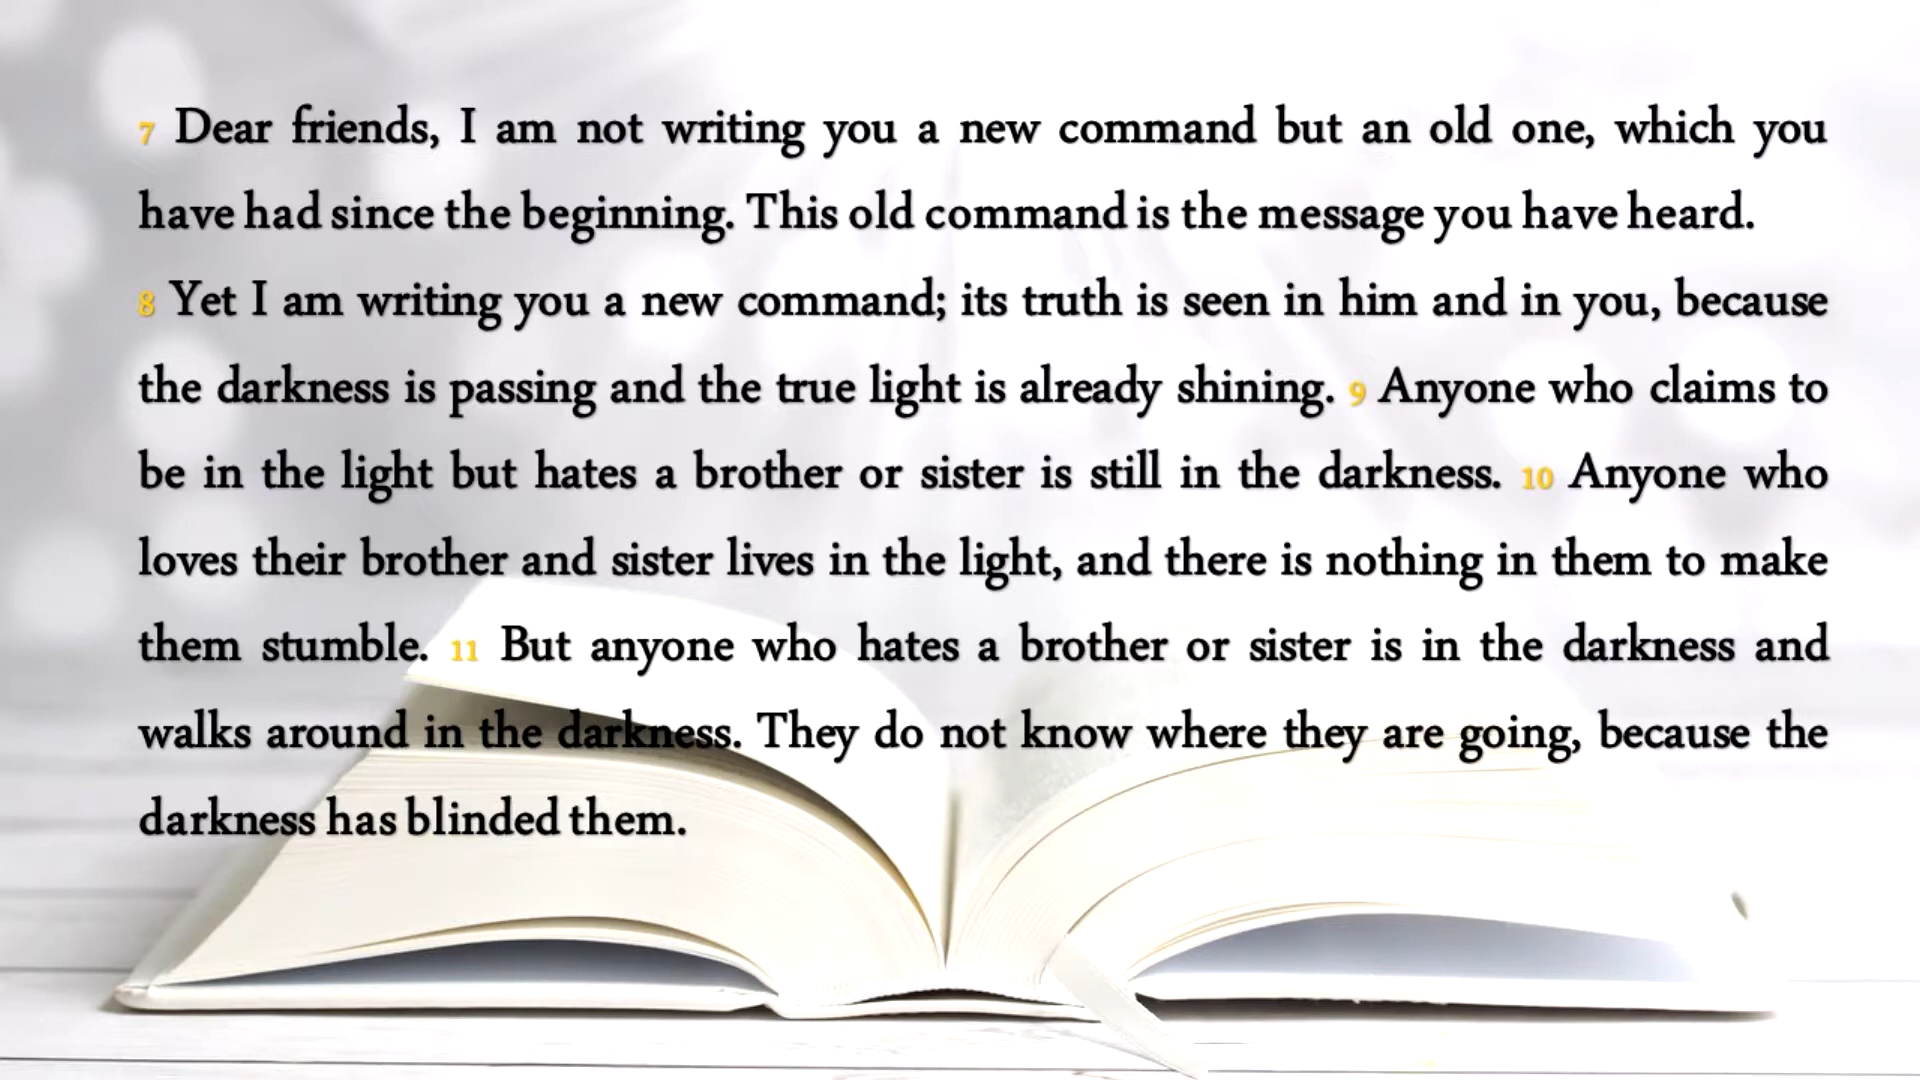 7 Dear friends, I am not writing you a new command but an old one, which you
have had since the beginning. This old command is the message you have heard.
8 Yet I am writing you a new command; its truth is seen in him and in you, because
the darkness is passing and the true light is already shining. 9 Anyone who claims to
be in the light but hates a brother or sister is still in the darkness. 10 Anyone who
loves their brother and sister lives in the light, and there is nothing in them to make
them stumble. 11 But anyone who hates a brother or sister is in the darkness and
walks around in the darkness. They do not know where they are going, because the
darkness has blinded them.